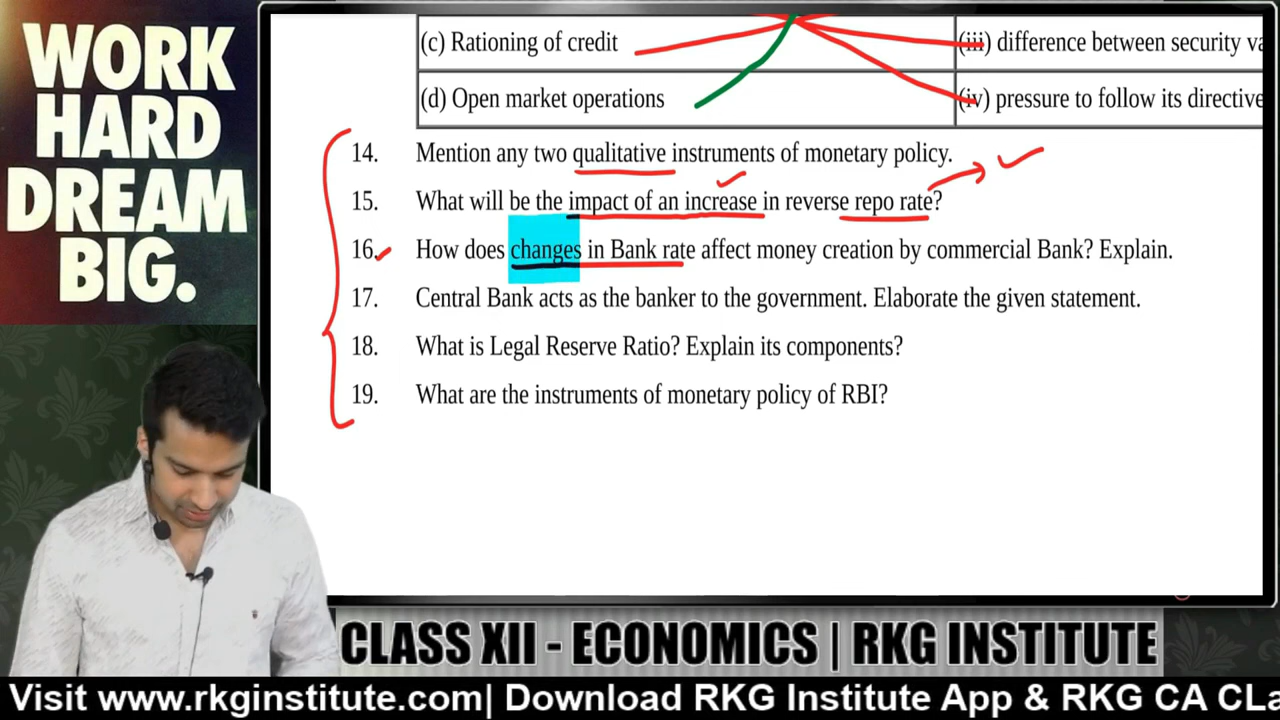 WORK
HARD
DREAM
BIG.
(c) Rationing of credit (iii) difference between security
(d) Open market operations (iv) pressure to follow its directive
14. Mention any two qualitative instruments of monetary policy.
15. What will be the impact of an increase in reverse repo rate?
16. How does changes in Bank rate affect money creation by commercial Bank? Explain.
17. Central Bank acts as the banker to the government. Elaborate the given statement.
18. What is Legal Reserve Ratio? Explain its components?
19. What are the instruments of monetary policy of RBI?
CLASS XII - ECONOMICS | RKG INSTITUTE
Visit www.rkginstitute.com| Download RKG Institute App & RKG CA